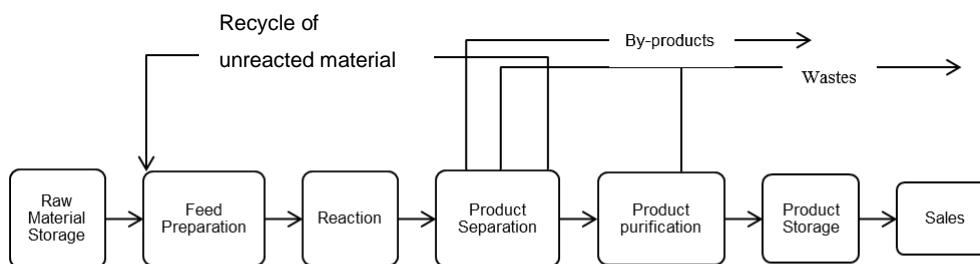 Recycle of
unreacted material
By-products
Wastes
Raw
Material
Storage
Feed
Preparation
Reaction
Product
Separation
Product
purification
Product
Storage
Sales